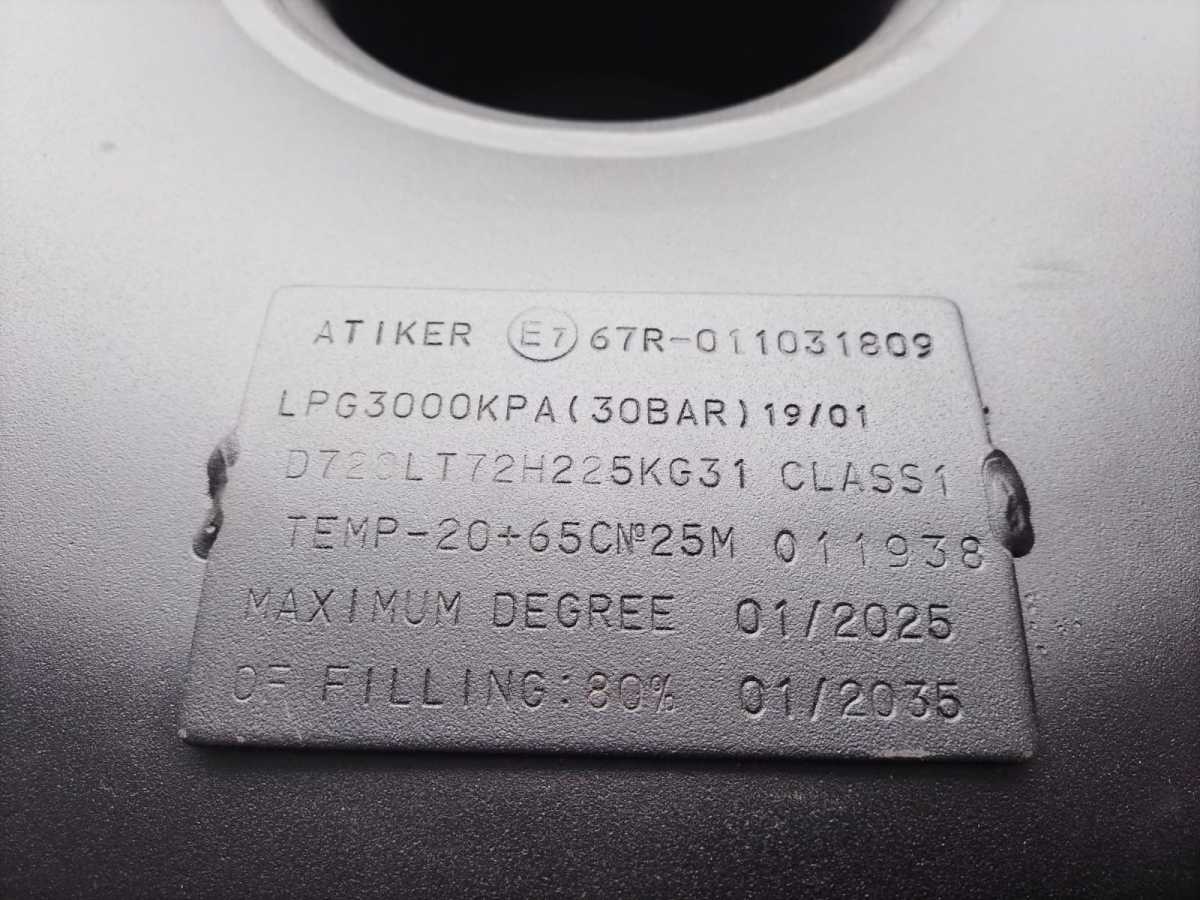 ATIKER E7 67R-011031809
LPG3000KPA(30BAR)19/01
D720LT72H225KG31 CLASS1
TEMP-20+65CNº25M 011938
MAXIMUM DEGREE 01/2025
OF FILLING:80% 01/2035